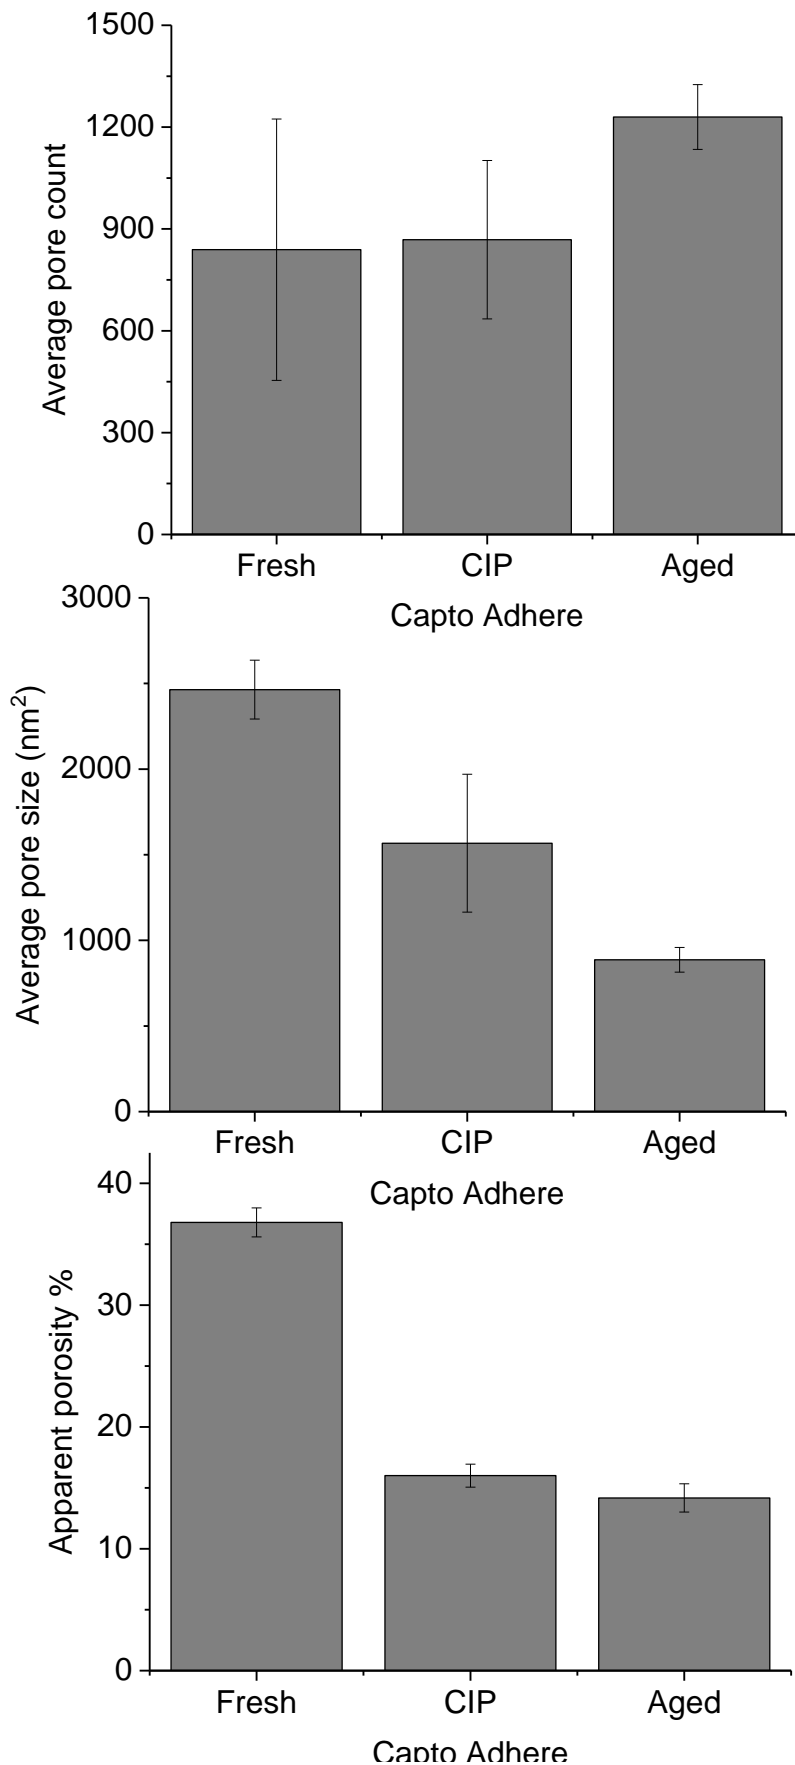 1500
1200
900
600
300
0
Average pore count
Fresh CIP Aged
Capto Adhere
3000
2000
1000
0
Average pore size (nm²)
Fresh CIP Aged
Capto Adhere
40
30
20
10
0
Apparent porosity %
Fresh CIP Aged
Capto Adhere